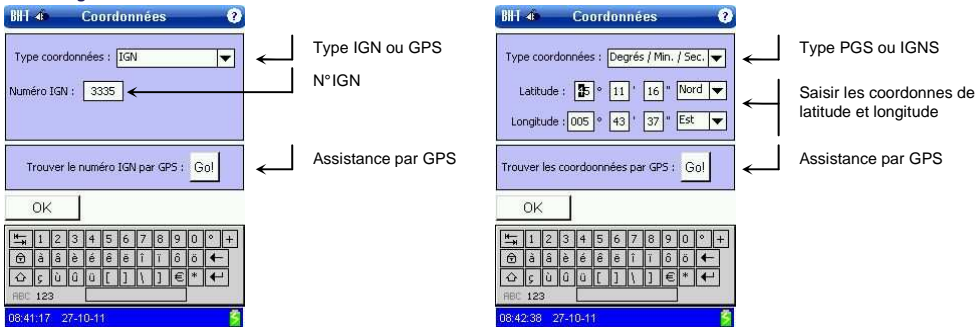 BIH-T Coordonnées ?
Type coordonnées : IGN
Numéro IGN : 3335
Trouver le numéro IGN par GPS : Go!
OK
1 2 3 4 5 6 7 8 9 0 ° +
à â è é ê ë î ï ô ö
ç ù û ü [ ] \ ] € *
ABC 123
08:41:17 27-10-11
Type IGN ou GPS
N°IGN
Assistance par GPS
BIH-T Coordonnées ?
Type coordonnées : Degrés / Min. / Sec.
Latitude : 45 ° 11 ' 16 " Nord
Longitude : 005 ° 43 ' 37 " Est
Trouver les coordoonnées par GPS : Go!
OK
1 2 3 4 5 6 7 8 9 0 ° +
à â è é ê ë î ï ô ö
ç ù û ü [ ] \ ] € *
ABC 123
08:42:38 27-10-11
Type PGS ou IGNS
Saisir les coordonnes de
latitude et longitude
Assistance par GPS